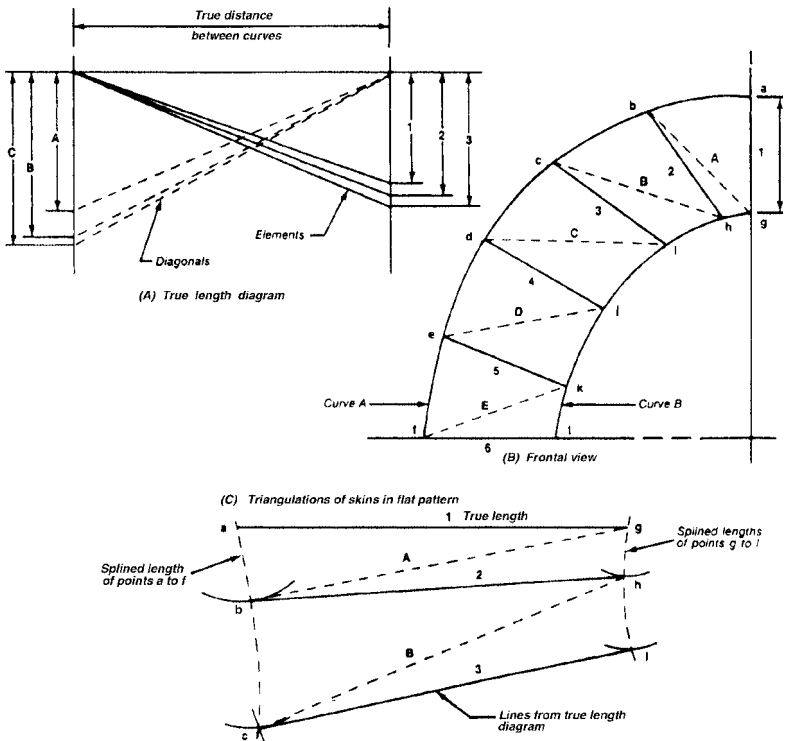 True distance
between curves
A
B
C
1
2
3
Elements
Diagonals
(A) True length diagram
a
b
A
1
2
c
B
3
h
g
d
C
i
4
D
j
e
5
k
Curve A
E
Curve B
f
l
6
(B) Frontal view
(C) Triangulations of skins in flat pattern
1 True length
a
g
Splined lengths
of points g to l
A
Splined length
of points a to f
2
b
h
B
3
i
c
Lines from true length
diagram